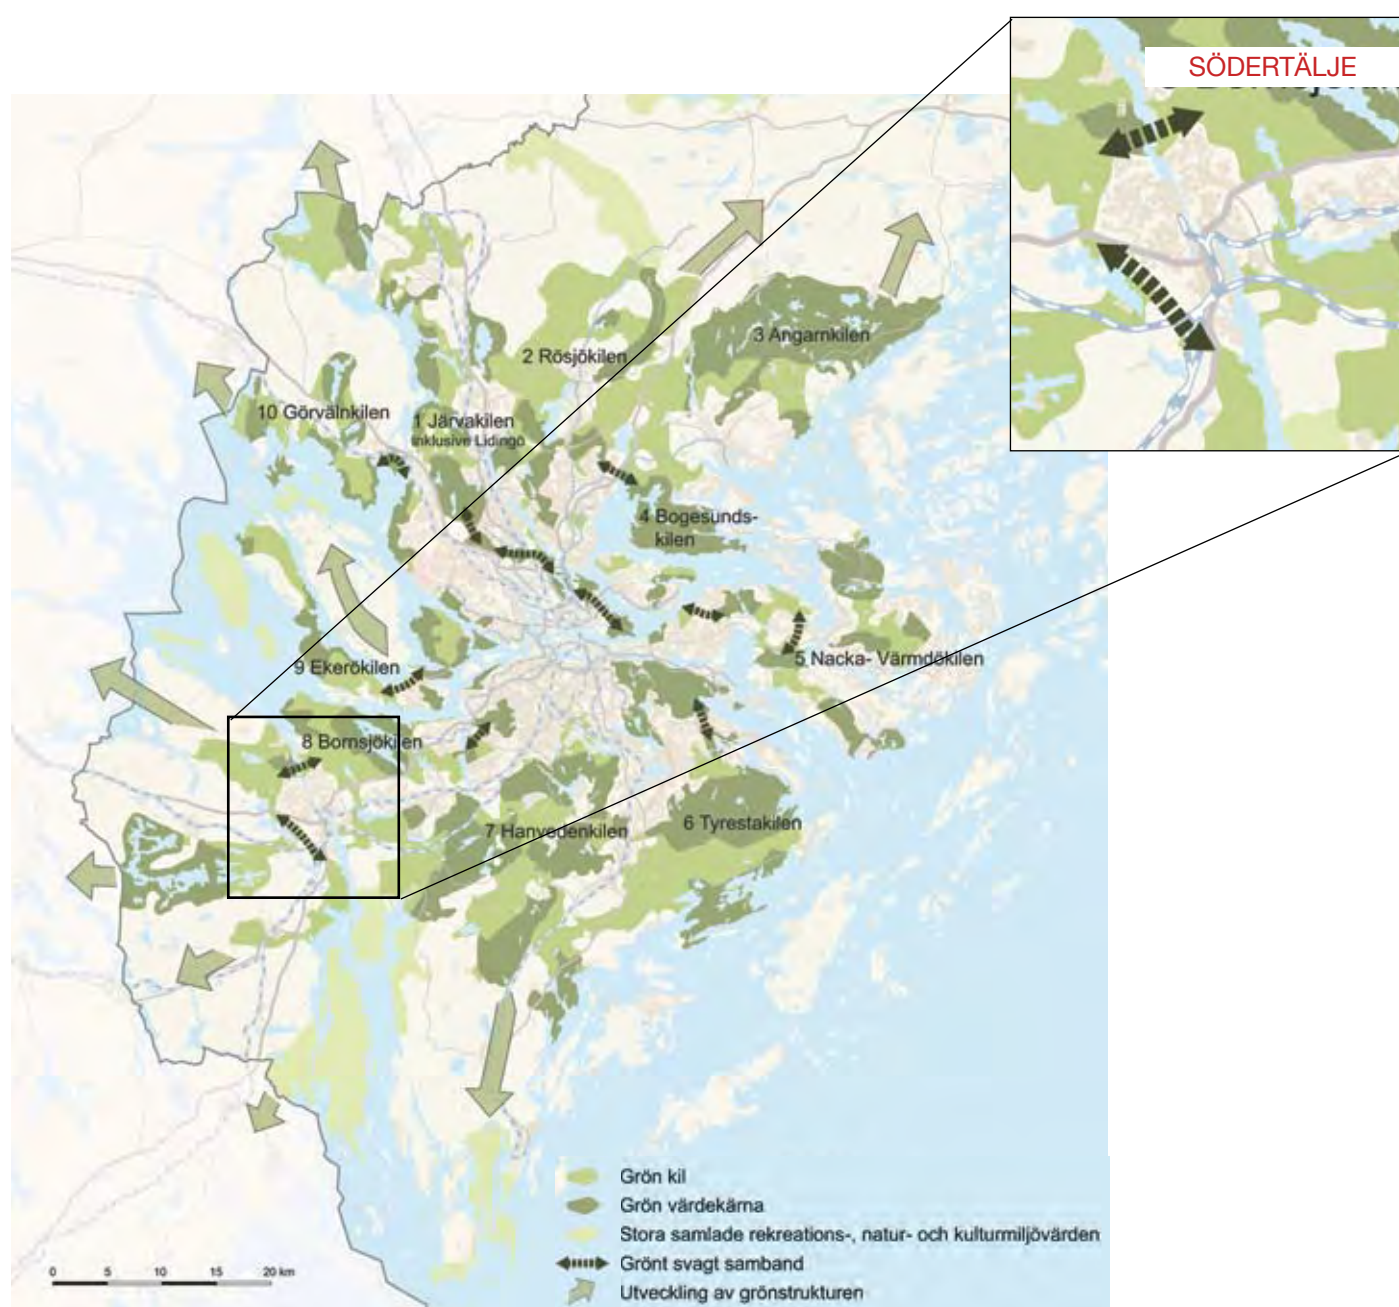 SÖDERTÄLJE
3 Angarnkilen
2 Rösjökilen
10 Görvälnkilen
1 Järvakilen
inklusive Lidingö
4 Bogesunds-
kilen
5 Nacka- Värmdökilen
9 Ekerökilen
8 Bornsjökilen
7 Hanvedenkilen
6 Tyrestakilen
Grön kil
Grön värdekärna
Stora samlade rekreations-, natur- och kulturmiljövärden
Grönt svagt samband
Utveckling av grönstrukturen
0 5 10 15 20 km